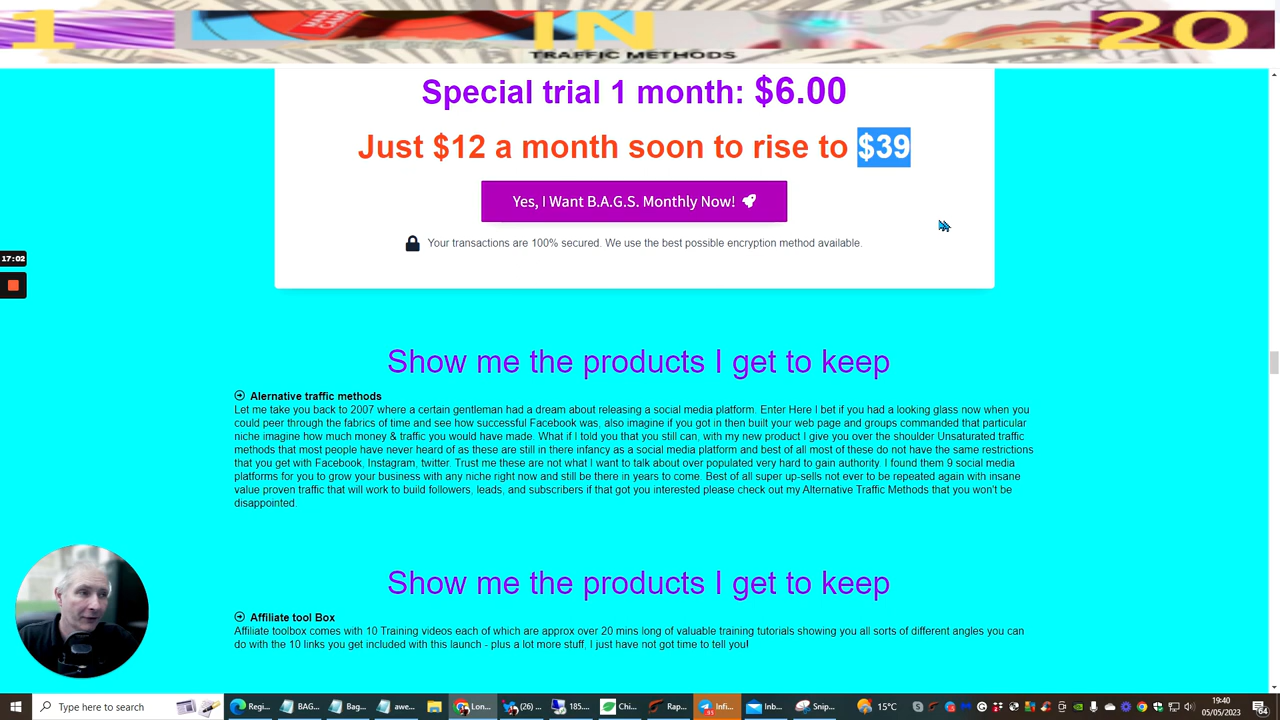 1 IN 20
TRAFFIC METHODS
Special trial 1 month: $6.00
Just $12 a month soon to rise to $39
Yes, I Want B.A.G.S. Monthly Now!
Your transactions are 100% secured. We use the best possible encryption method available.
17:02
Show me the products I get to keep
Alernative traffic methods
Let me take you back to 2007 where a certain gentleman had a dream about releasing a social media platform. Enter Here I bet if you had a looking glass now when you
could peer through the fabrics of time and see how successful Facebook was, also imagine if you got in then built your web page and groups commanded that particular
niche imagine how much money & traffic you would have made. What if I told you that you still can, with my new product I give you over the shoulder Unsaturated traffic
methods that most people have never heard of as these are still in there infancy as a social media platform and best of all most of these do not have the same restrictions
that you get with Facebook, Instagram, twitter. Trust me these are not what I want to talk about over populated very hard to gain authority. I found them 9 social media
platforms for you to grow your business with any niche right now and still be there in years to come. Best of all super up-sells not ever to be repeated again with insane
value proven traffic that will work to build followers, leads, and subscribers if that got you interested please check out my Alternative Traffic Methods that you won't be
disappointed.
Show me the products I get to keep
Affiliate tool Box
Affiliate toolbox comes with 10 Training videos each of which are approx over 20 mins long of valuable training tutorials showing you all sorts of different angles you can
do with the 10 links you get included with this launch - plus a lot more stuff, I just have not got time to tell you!
Type here to search
Regi...
BAG...
Bag...
awe...
Lon...
(26) ...
185....
Chi...
Rap...
Infi...
Inb...
Snip...
15°C
19:40
05/05/2023